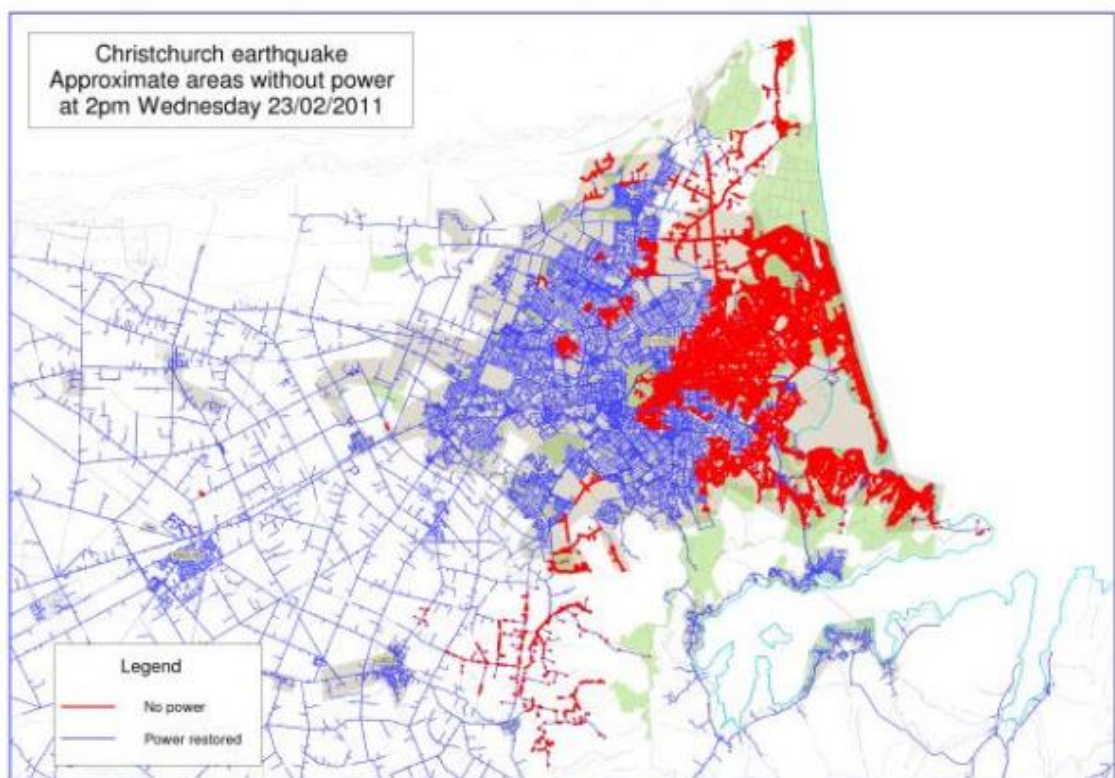 Christchurch earthquake
Approximate areas without power
at 2pm Wednesday 23/02/2011
Legend
No power
Power restored